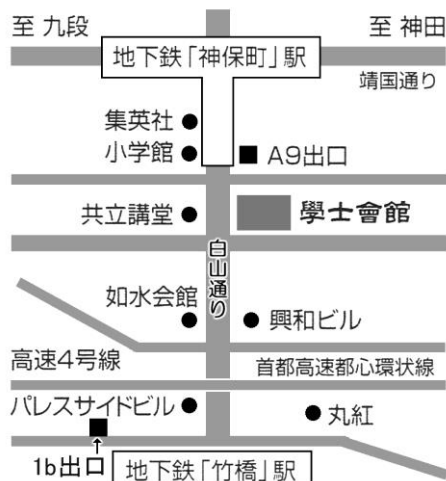 至 九段
至 神田
地下鉄「神保町」駅
靖国通り
集英社
小学館
A9出口
共立講堂
學士會館
白山通り
如水会館
興和ビル
高速4号線
首都高速都心環状線
パレスサイドビル
丸紅
1b出口
地下鉄「竹橋」駅